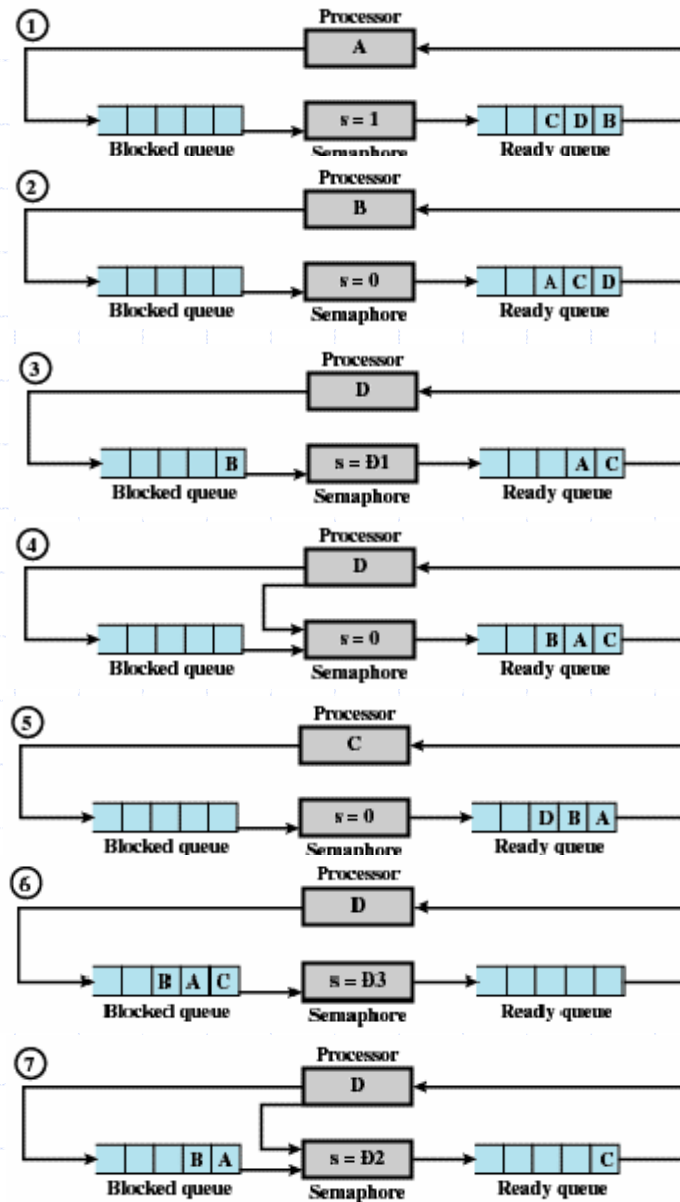 1
Processor
A
s = 1
C D B
Blocked queue
Semaphore
Ready queue
2
Processor
B
s = 0
A C D
Blocked queue
Semaphore
Ready queue
3
Processor
D
B
s = Ð1
A C
Blocked queue
Semaphore
Ready queue
4
Processor
D
s = 0
B A C
Blocked queue
Semaphore
Ready queue
5
Processor
C
s = 0
D B A
Blocked queue
Semaphore
Ready queue
6
Processor
D
B A C
s = Ð3
Blocked queue
Semaphore
Ready queue
7
Processor
D
B A
s = Ð2
C
Blocked queue
Semaphore
Ready queue